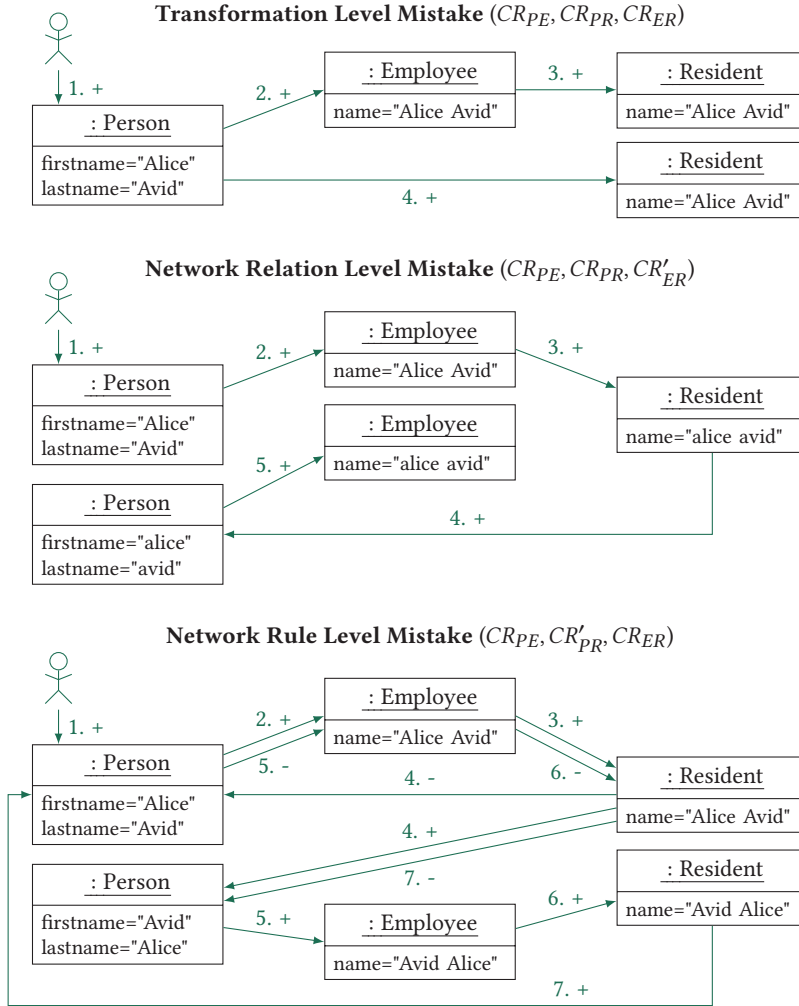 Transformation Level Mistake (CR_PE, CR_PR, CR_ER)
1. +
: Person
firstname="Alice"
lastname="Avid"
2. +
: Employee
name="Alice Avid"
3. +
: Resident
name="Alice Avid"
4. +
: Resident
name="Alice Avid"
Network Relation Level Mistake (CR_PE, CR_PR, CR′_ER)
1. +
: Person
firstname="Alice"
lastname="Avid"
2. +
: Employee
name="Alice Avid"
3. +
: Resident
name="alice avid"
4. +
: Person
firstname="alice"
lastname="avid"
5. +
: Employee
name="alice avid"
Network Rule Level Mistake (CR_PE, CR′_PR, CR_ER)
1. +
: Person
firstname="Alice"
lastname="Avid"
2. +
5. -
: Employee
name="Alice Avid"
3. +
6. -
: Resident
name="Alice Avid"
4. -
4. +
7. -
: Person
firstname="Avid"
lastname="Alice"
5. +
: Employee
name="Avid Alice"
6. +
: Resident
name="Avid Alice"
7. +